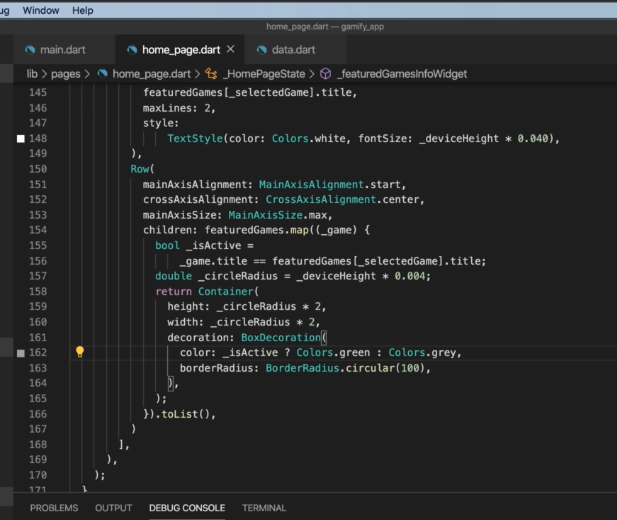 ug Window Help
home_page.dart — gamify_app
main.dart home_page.dart × data.dart
lib > pages > home_page.dart > _HomePageState > _featuredGamesInfoWidget
145 featuredGames[_selectedGame].title,
146 maxLines: 2,
147 style:
148 TextStyle(color: Colors.white, fontSize: _deviceHeight * 0.040),
149 ),
150 Row(
151 mainAxisAlignment: MainAxisAlignment.start,
152 crossAxisAlignment: CrossAxisAlignment.center,
153 mainAxisSize: MainAxisSize.max,
154 children: featuredGames.map((_game) {
155 bool _isActive =
156 _game.title == featuredGames[_selectedGame].title;
157 double _circleRadius = _deviceHeight * 0.004;
158 return Container(
159 height: _circleRadius * 2,
160 width: _circleRadius * 2,
161 decoration: BoxDecoration(
162 color: _isActive ? Colors.green : Colors.grey,
163 borderRadius: BorderRadius.circular(100),
164 ),
165 );
166 }).toList(),
167 )
168 ],
169 ),
170 );
171 }
PROBLEMS OUTPUT DEBUG CONSOLE TERMINAL